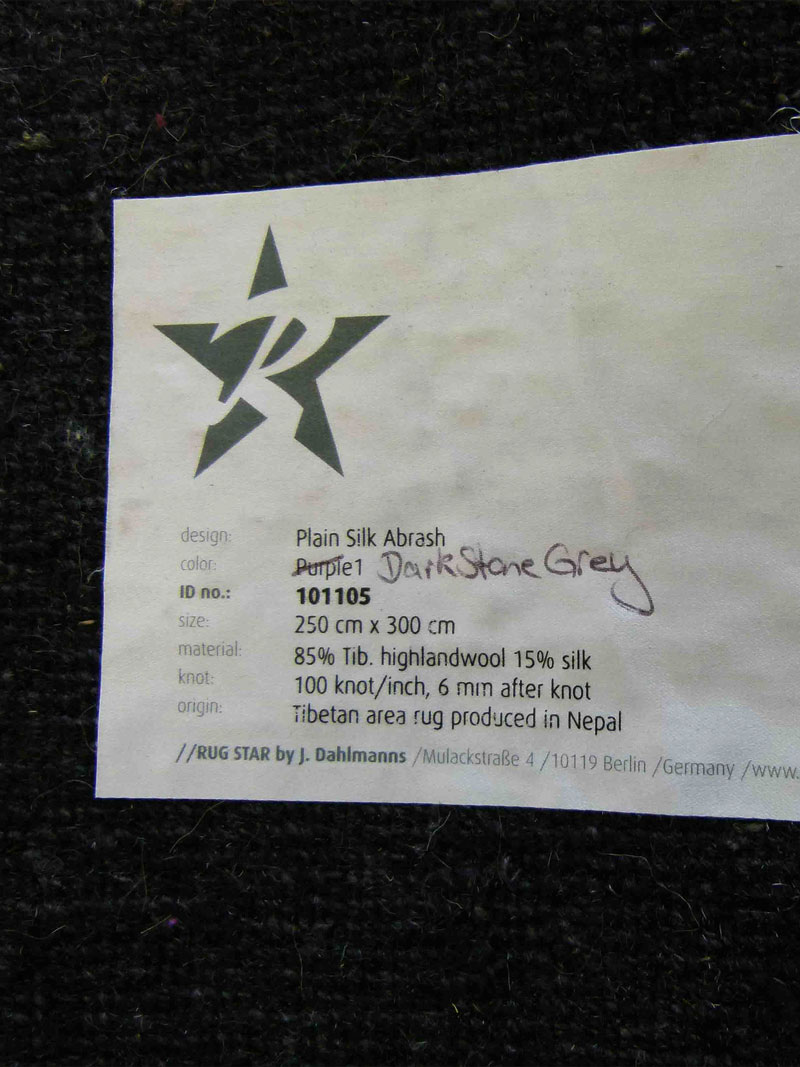 design: Plain Silk Abrash
color: Purple1 Dark Stone Grey
ID no.: 101105
size: 250 cm x 300 cm
material: 85% Tib. highlandwool 15% silk
knot: 100 knot/inch, 6 mm after knot
origin: Tibetan area rug produced in Nepal
//RUG STAR by J. Dahlmanns /Mulackstraße 4 /10119 Berlin /Germany /www.